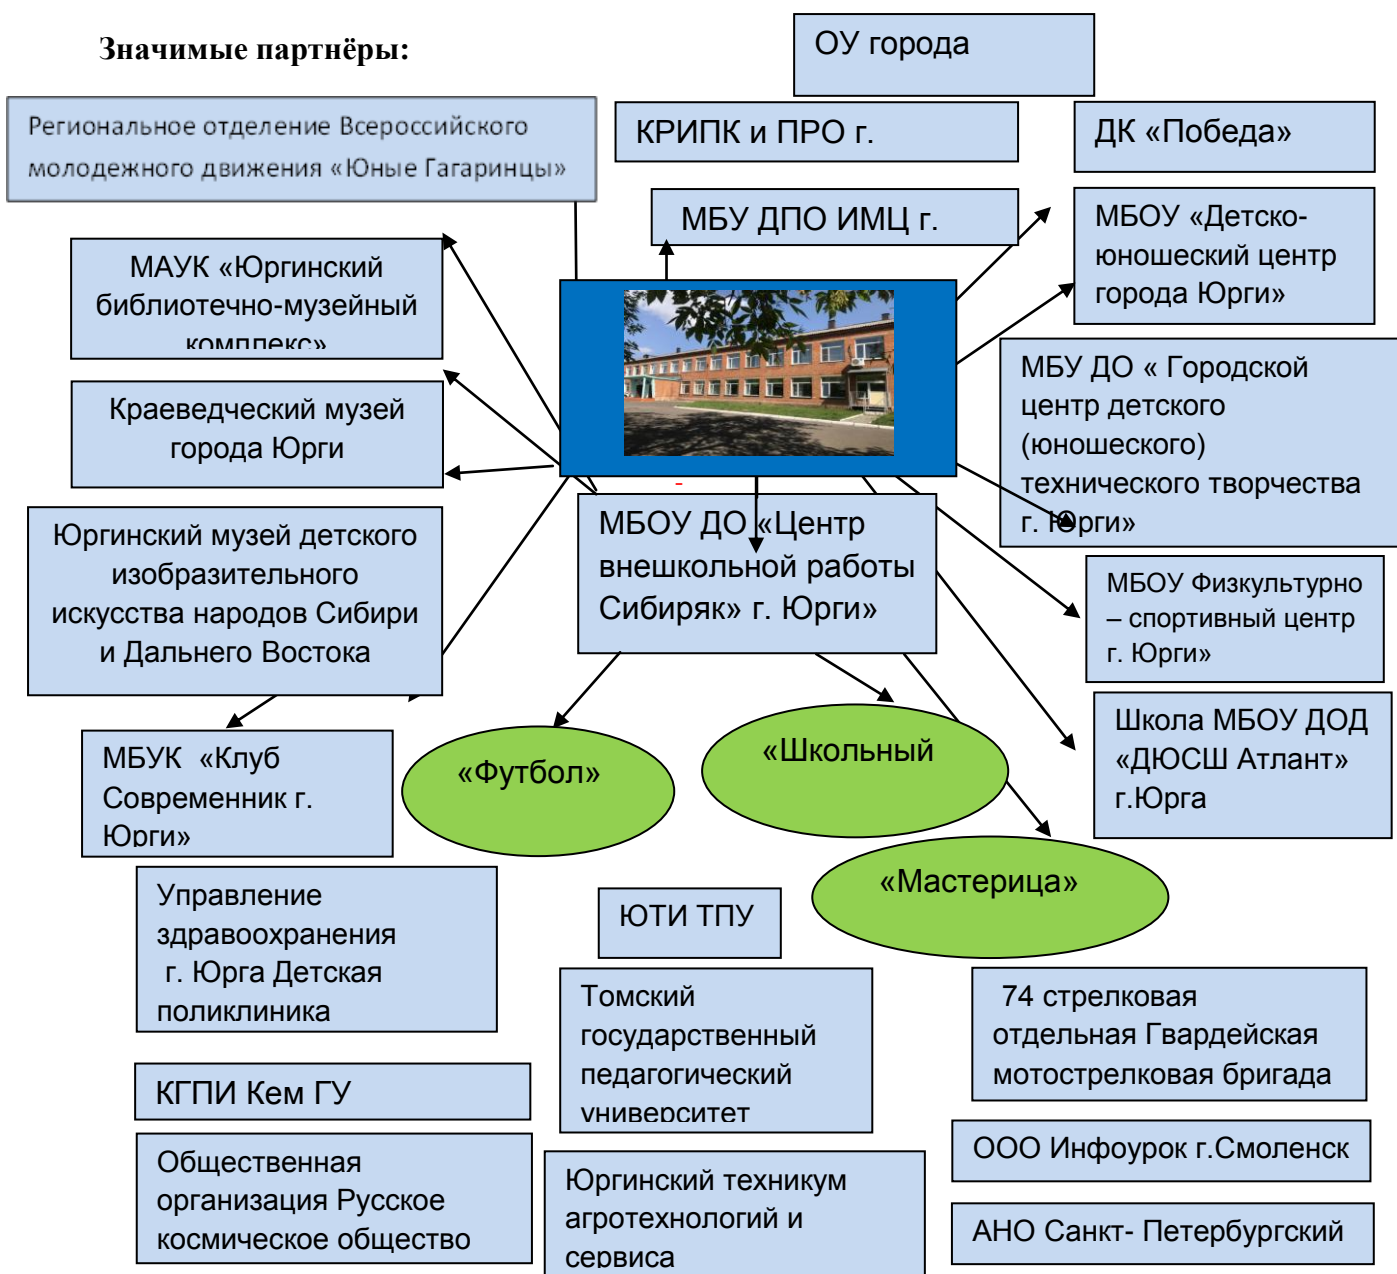 Значимые партнёры:
ОУ города
Региональное отделение Всероссийского
молодежного движения «Юные Гагаринцы»
КРИПК и ПРО г.
ДК «Победа»
МБУ ДПО ИМЦ г.
МБОУ «Детско-
юношеский центр
города Юрги»
МАУК «Юргинский
библиотечно-музейный
комплекс»
Краеведческий музей
города Юрги
МБУ ДО « Городской
центр детского
(юношеского)
технического творчества
г. Юрги»
-
МБОУ ДО «Центр
внешкольной работы
Сибиряк» г. Юрги»
Юргинский музей детского
изобразительного
искусства народов Сибири
и Дальнего Востока
МБОУ Физкультурно
– спортивный центр
г. Юрги»
МБУК «Клуб
Современник г.
Юрги»
«Футбол»
«Школьный
Школа МБОУ ДОД
«ДЮСШ Атлант»
г.Юрга
«Мастерица»
Управление
здравоохранения
г. Юрга Детская
поликлиника
ЮТИ ТПУ
Томский
государственный
педагогический
университет
74 стрелковая
отдельная Гвардейская
мотострелковая бригада
КГПИ Кем ГУ
ООО Инфоурок г.Смоленск
Общественная
организация Русское
космическое общество
Юргинский техникум
агротехнологий и
сервиса
АНО Санкт- Петербургский